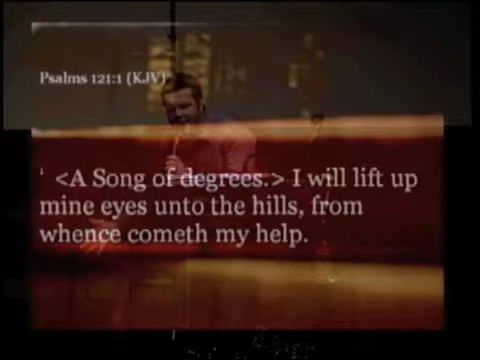 Psalms 121:1 (KJV)
1 <A Song of degrees.> I will lift up
mine eyes unto the hills, from
whence cometh my help.